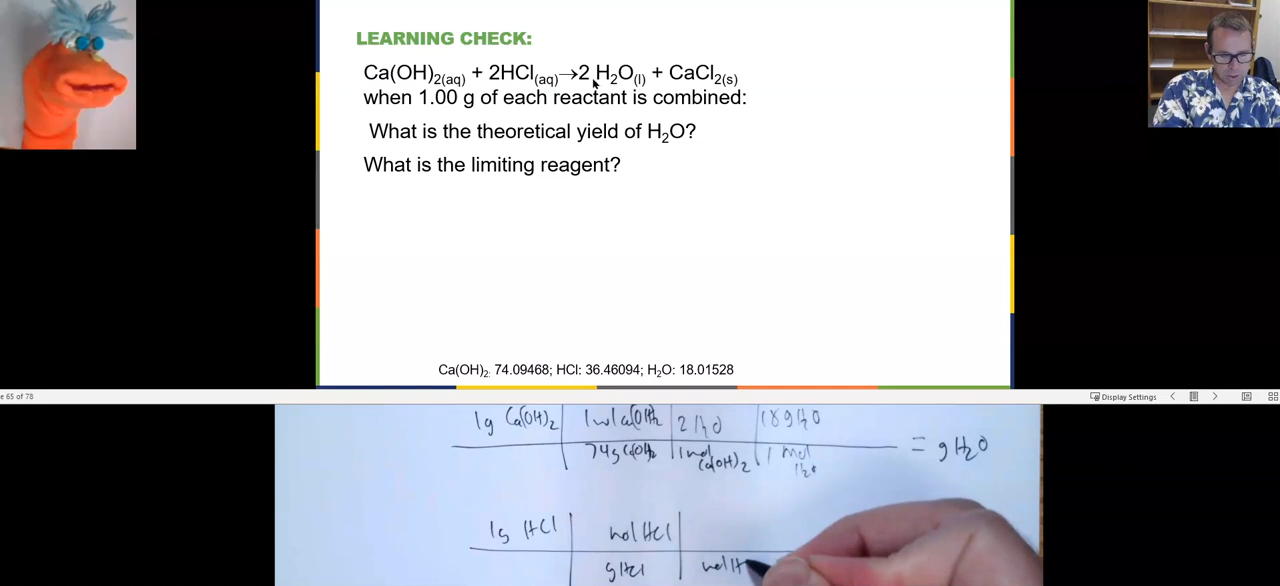 LEARNING CHECK:
Ca(OH)₂(aq) + 2HCl(aq)→2 H₂O(l) + CaCl₂(s)
when 1.00 g of each reactant is combined:
What is the theoretical yield of H₂O?
What is the limiting reagent?
Ca(OH)₂ 74.09468; HCl: 36.46094; H₂O: 18.01528
e 65 of 78
Display Settings
1g Ca(OH)₂ 1 mol Ca(OH)₂ 2 H₂O 18 g H₂O
= g H₂O
74 g Ca(OH)₂ 1 mol Ca(OH)₂ 1 mol H₂O
1g HCl mol HCl
g HCl mol H